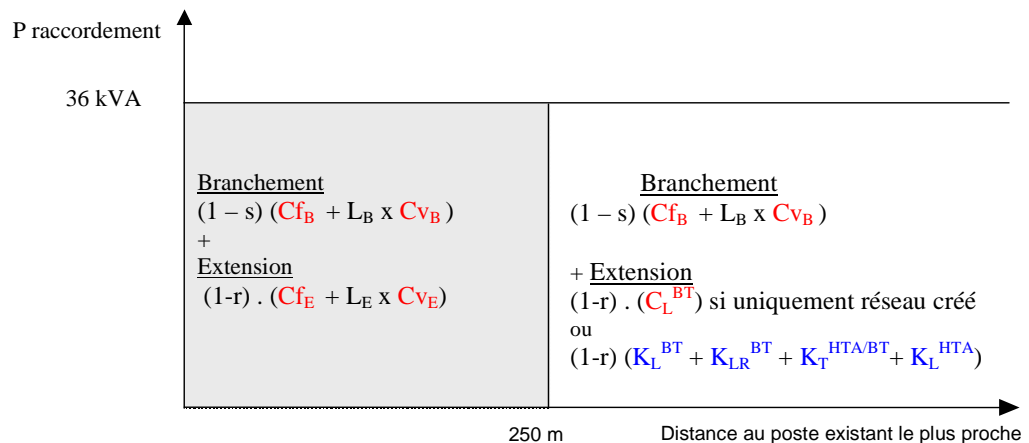 P raccordement
36 kVA
Branchement
(1 – s) (Cf_B + L_B x Cv_B )
+
Extension
(1-r) . (Cf_E + L_E x Cv_E)
Branchement
(1 – s) (Cf_B + L_B x Cv_B )
+ Extension
(1-r) . (C_L^BT) si uniquement réseau créé
ou
(1-r) (K_L^BT + K_LR^BT + K_T^HTA/BT+ K_L^HTA)
250 m
Distance au poste existant le plus proche